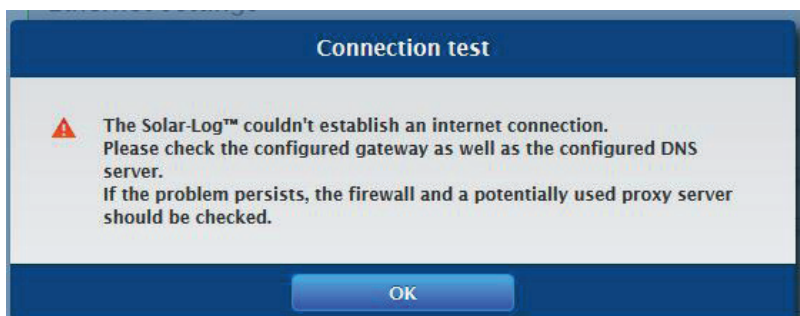 Connection test
The Solar-Log™ couldn't establish an internet connection.
Please check the configured gateway as well as the configured DNS
server.
If the problem persists, the firewall and a potentially used proxy server
should be checked.
OK